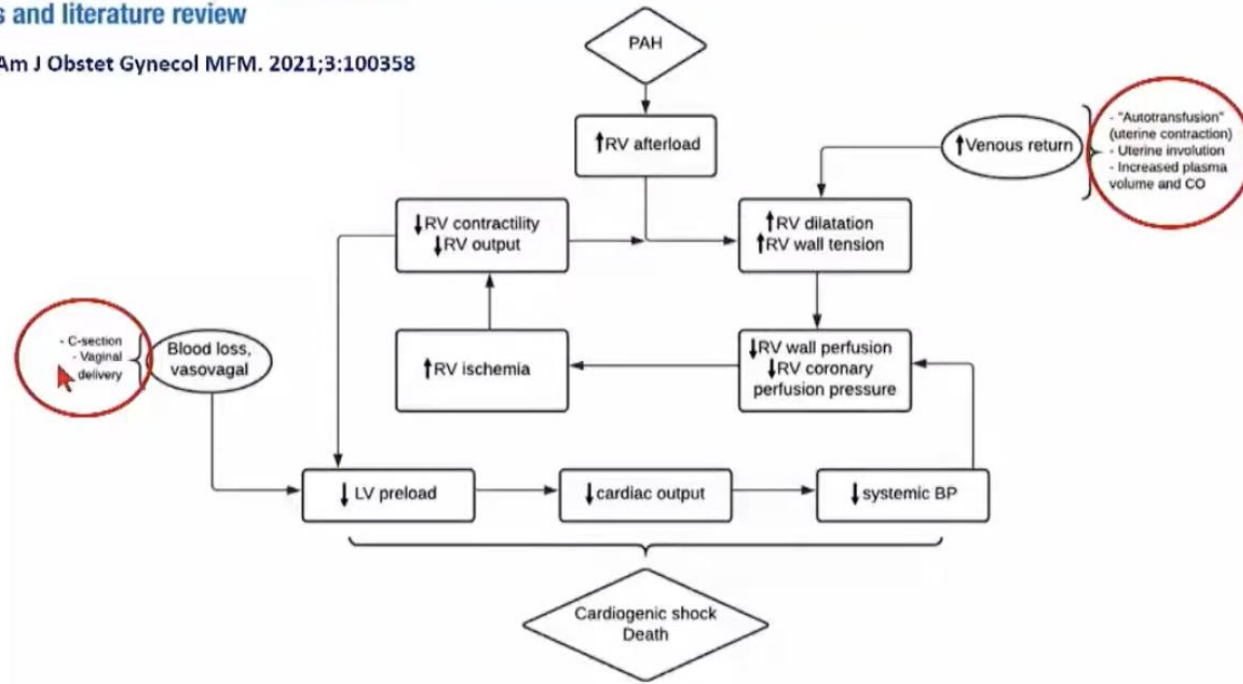 s and literature review
Am J Obstet Gynecol MFM. 2021;3:100358
PAH
↑RV afterload
↑Venous return
- "Autotransfusion"
(uterine contraction)
- Uterine involution
- Increased plasma
volume and CO
↓RV contractility
↓RV output
↑RV dilatation
↑RV wall tension
- C-section
- Vaginal
delivery
Blood loss,
vasovagal
↑RV ischemia
↓RV wall perfusion
↓RV coronary
perfusion pressure
↓ LV preload
↓cardiac output
↓systemic BP
Cardiogenic shock
Death